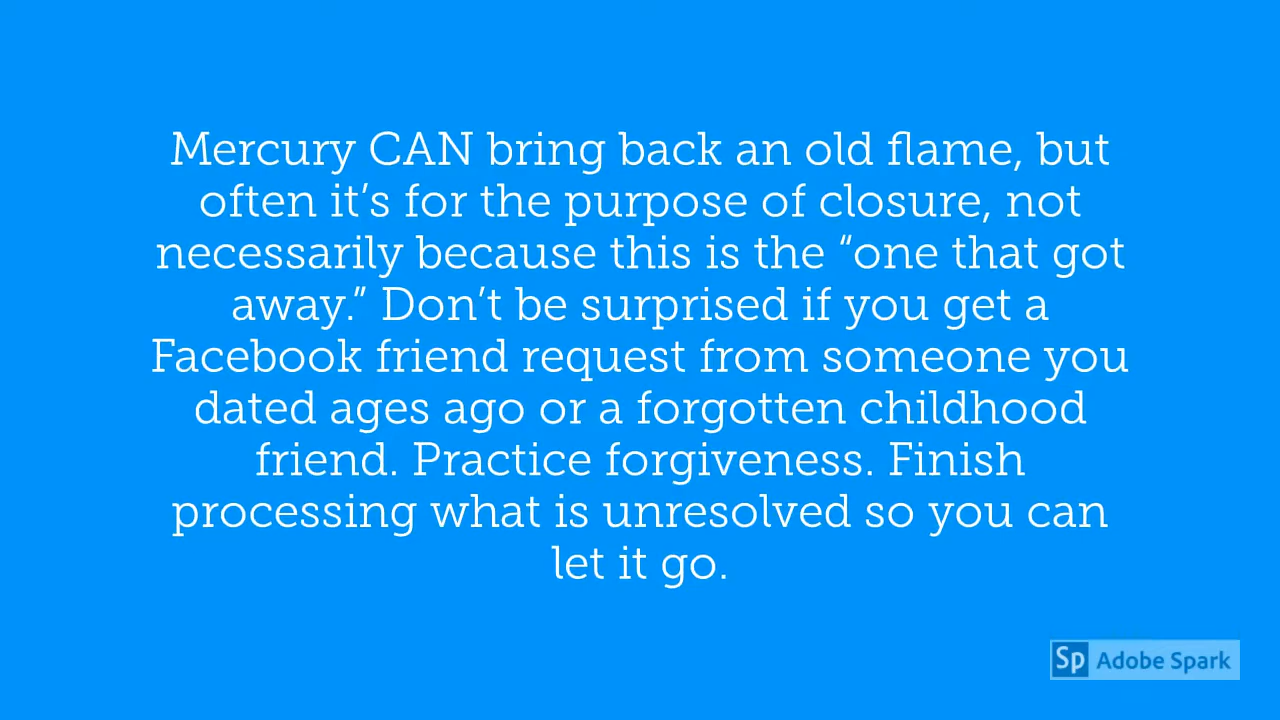 Mercury CAN bring back an old flame, but
often it’s for the purpose of closure, not
necessarily because this is the “one that got
away.” Don’t be surprised if you get a
Facebook friend request from someone you
dated ages ago or a forgotten childhood
friend. Practice forgiveness. Finish
processing what is unresolved so you can
let it go.
Sp Adobe Spark